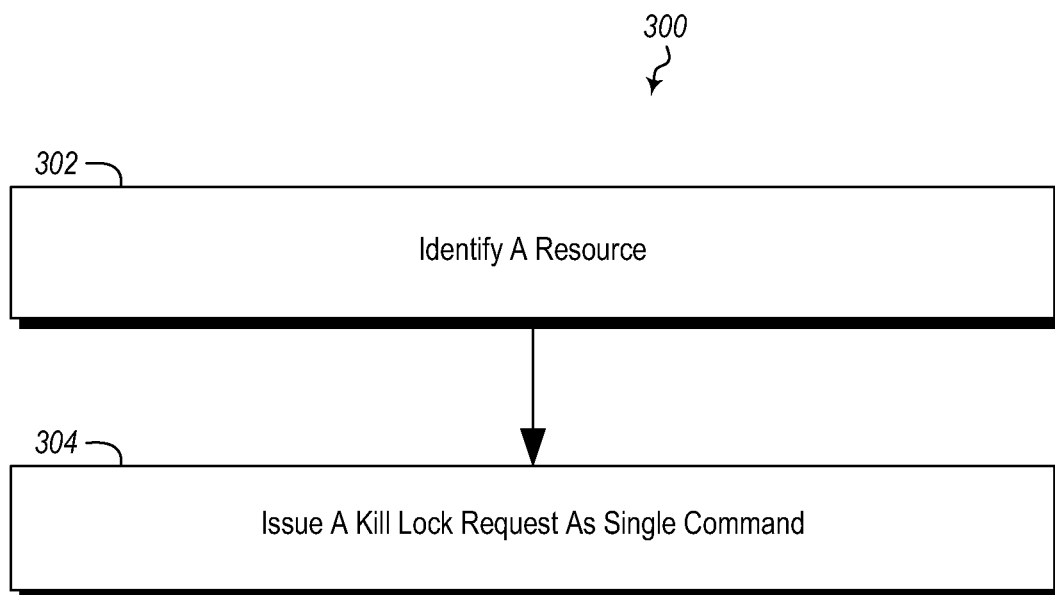 300
302
Identify A Resource
304
Issue A Kill Lock Request As Single Command